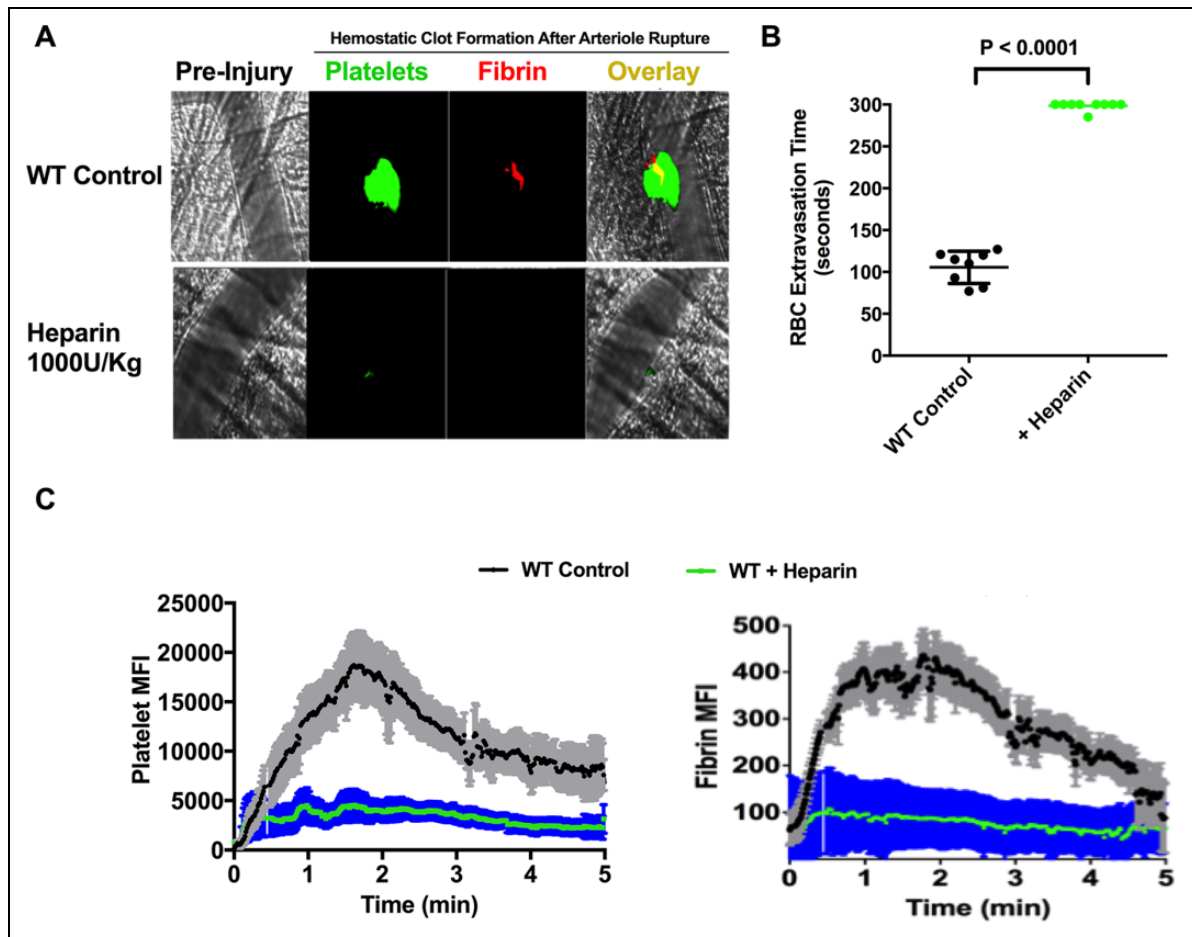 A
Hemostatic Clot Formation After Arteriole Rupture
Pre-Injury Platelets Fibrin Overlay
WT Control
Heparin
1000U/Kg
B
P < 0.0001
RBC Extravasation Time
(seconds)
300
250
200
150
100
50
0
WT Control
+ Heparin
C
WT Control WT + Heparin
Platelet MFI
25000
20000
15000
10000
5000
0
0 1 2 3 4 5
Time (min)
Fibrin MFI
500
400
300
200
100
0 1 2 3 4 5
Time (min)